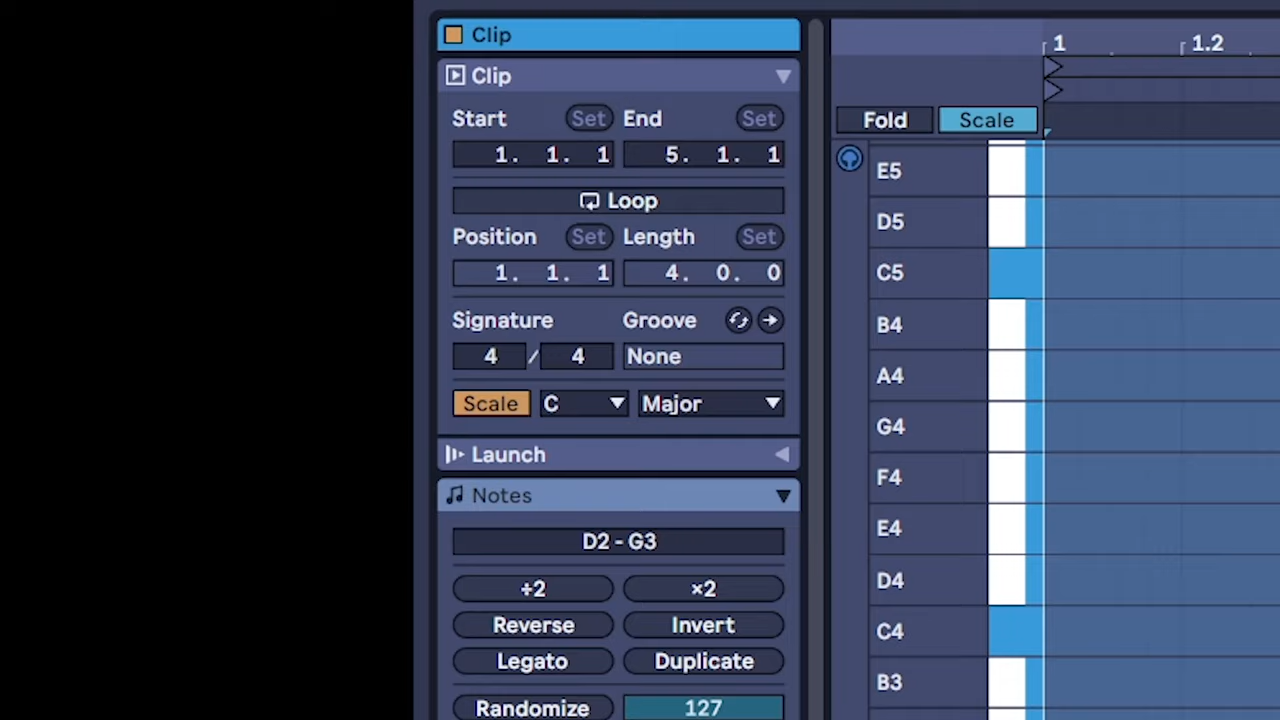 Clip
Clip
Start Set End Set
1. 1. 1 5. 1. 1
Loop
Position Set Length Set
1. 1. 1 4. 0. 0
Signature Groove
4 / 4 None
Scale C Major
Launch
Notes
D2 - G3
÷2 ×2
Reverse Invert
Legato Duplicate
Randomize 127
1 1.2
Fold Scale
E5
D5
C5
B4
A4
G4
F4
E4
D4
C4
B3